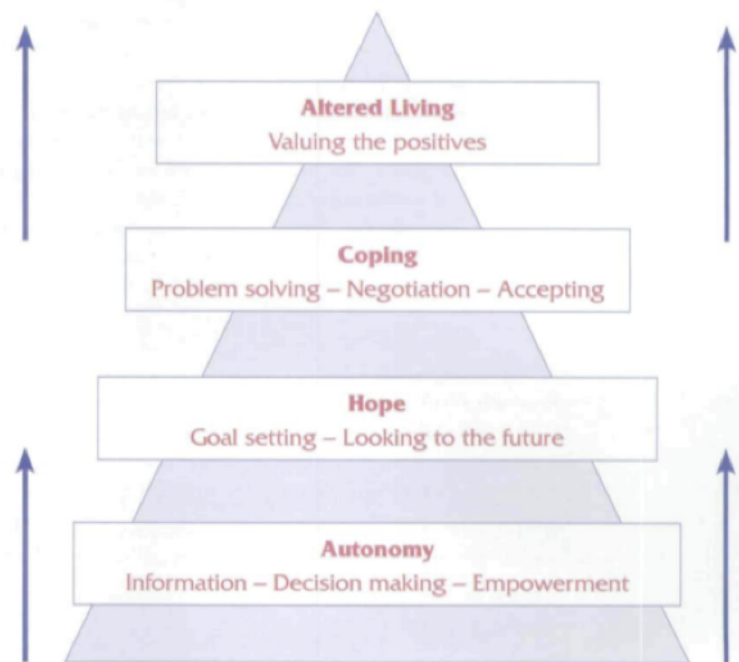 Altered Living
Valuing the positives
Coping
Problem solving – Negotiation – Accepting
Hope
Goal setting – Looking to the future
Autonomy
Information – Decision making – Empowerment